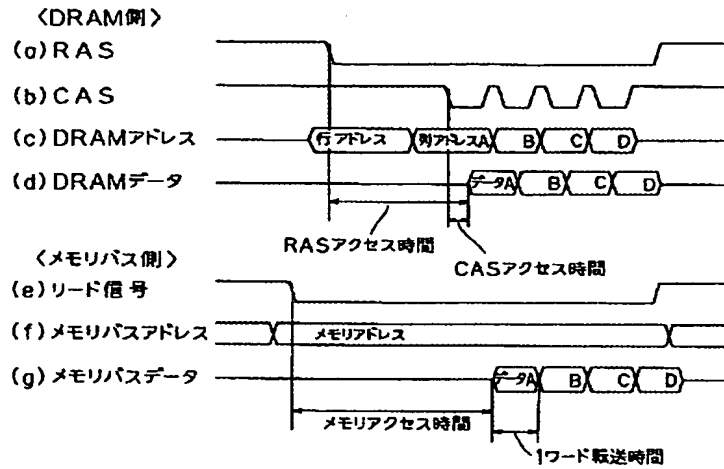 〈DRAM側〉
(a) RAS
(b) CAS
(c) DRAMアドレス 行アドレス 列アドレスA B C D
(d) DRAMデータ データA B C D
RASアクセス時間
CASアクセス時間
〈メモリバス側〉
(e) リード信号
(f) メモリバスアドレス メモリアドレス
(g) メモリバスデータ データA B C D
メモリアクセス時間
1ワード転送時間